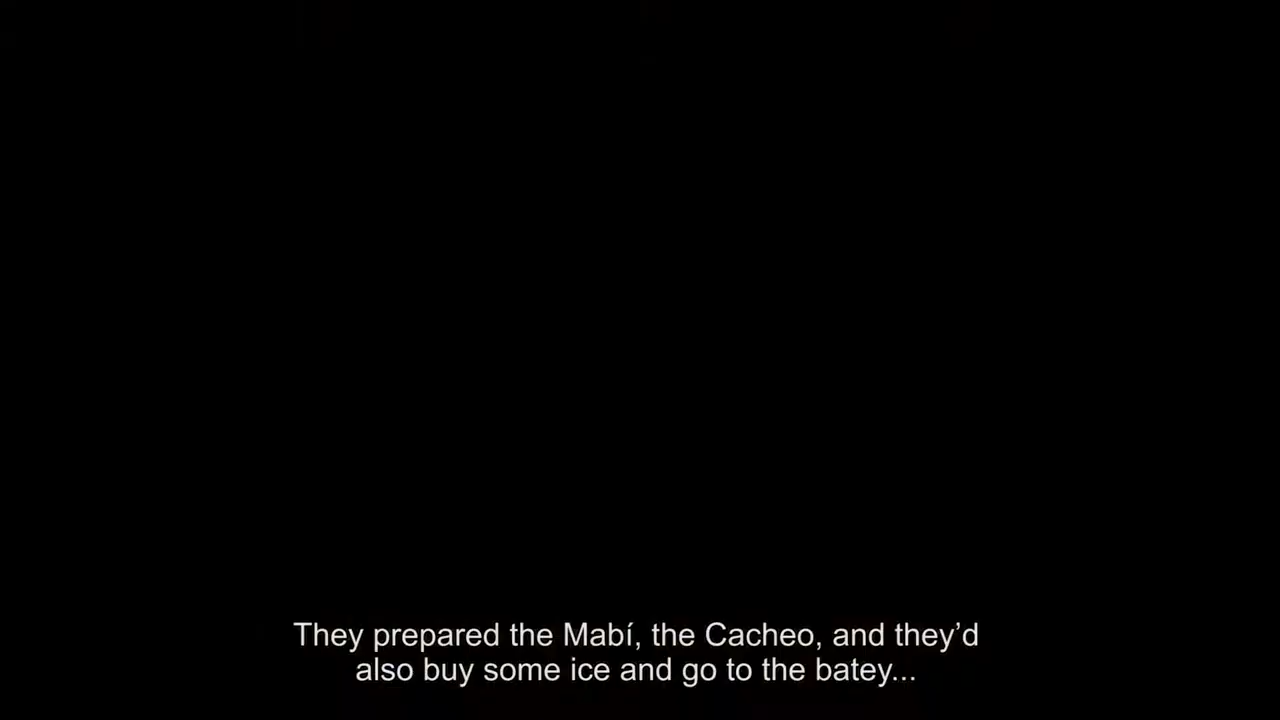 They prepared the Mabí, the Cacheo, and they’d
also buy some ice and go to the batey...